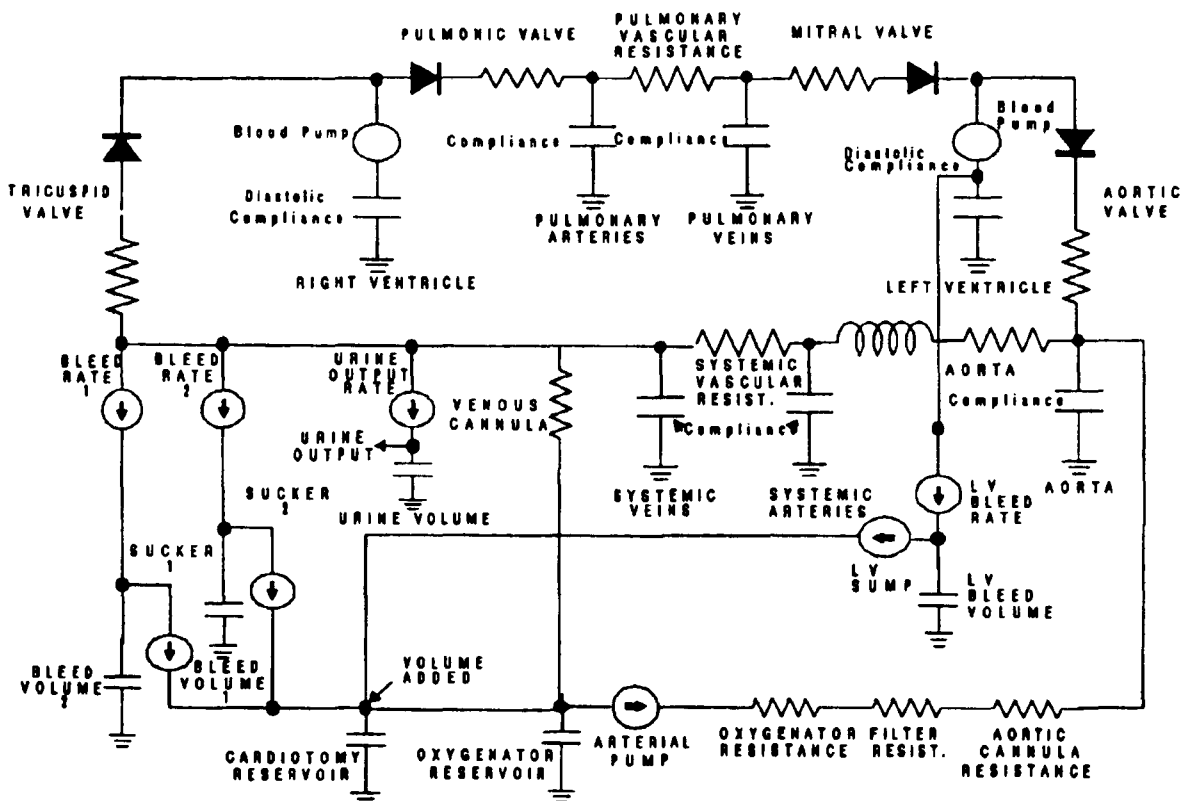 PULMONIC VALVE
PULMONARY
VASCULAR
RESISTANCE
MITRAL VALVE
Blood Pump
Diastolic
Compliance
Compliance
Compliance
Blood
Pump
Diastolic
Compliance
TRICUSPID
VALVE
AORTIC
VALVE
PULMONARY
ARTERIES
PULMONARY
VEINS
RIGHT VENTRICLE
LEFT VENTRICLE
BLEED
RATE
1
BLEED
RATE
2
URINE
OUTPUT
RATE
VENOUS
CANNULA
SYSTEMIC
VASCULAR
RESIST.
AORTA
Compliance
Compliance
URINE
OUTPUT
URINE VOLUME
SYSTEMIC
VEINS
SYSTEMIC
ARTERIES
LV
BLEED
RATE
AORTA
SUCKER
2
SUCKER
1
LV
SUMP
LV
BLEED
VOLUME
BLEED
VOLUME
2
BLEED
VOLUME
1
VOLUME
ADDED
CARDIOTOMY
RESERVOIR
OXYGENATOR
RESERVOIR
ARTERIAL
PUMP
OXYGENATOR
RESISTANCE
FILTER
RESIST.
AORTIC
CANNULA
RESISTANCE